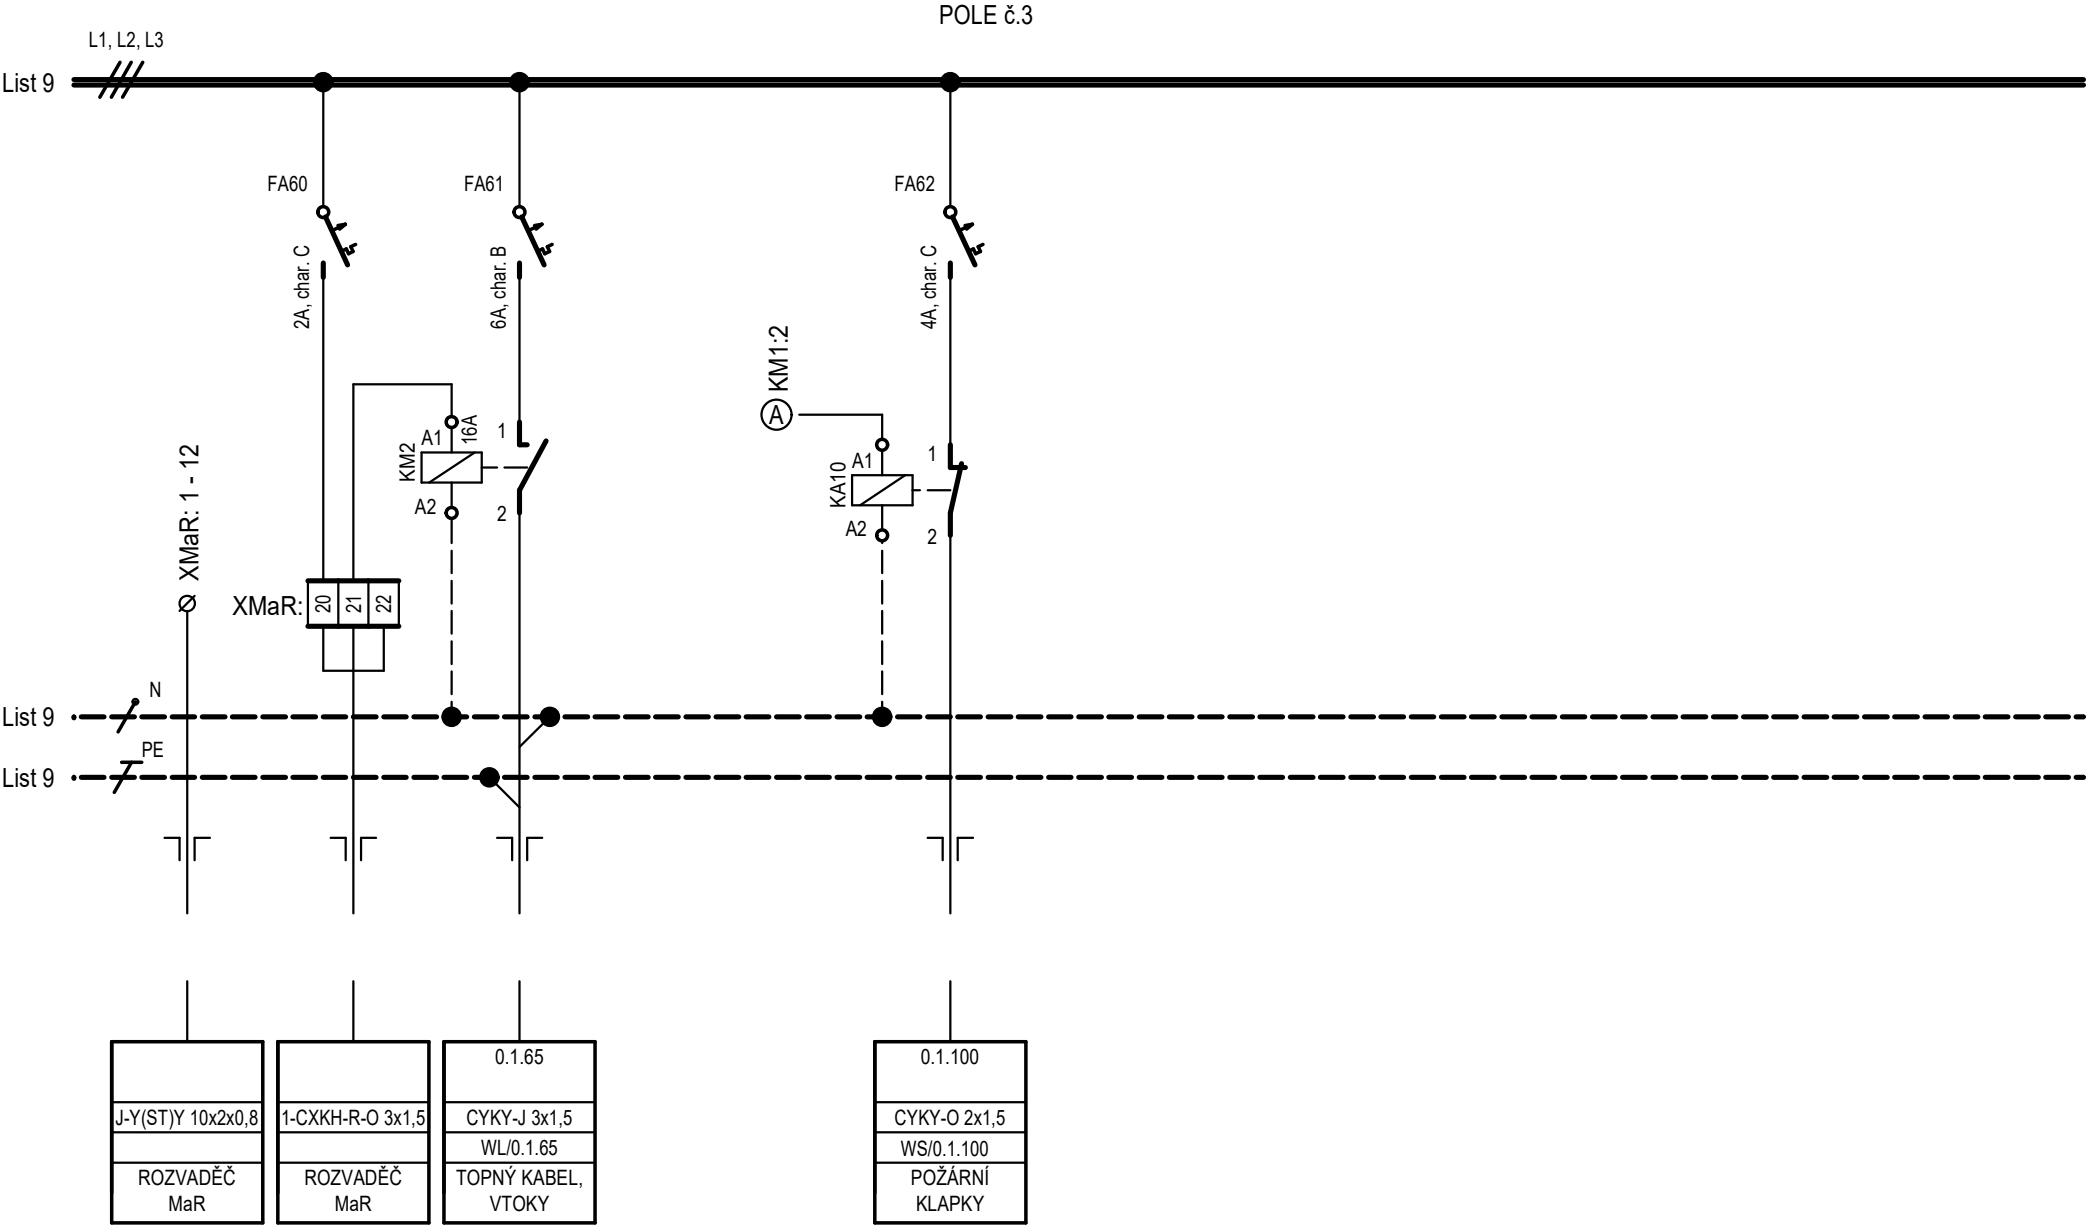 POLE č.3
L1, L2, L3
List 9
FA60
FA61
FA62
2A, char. C
6A, char. B
4A, char. C
KM1:2
A
16A
A1
KM2
A2
1
2
A1
KA10
A2
1
2
XMaR: 1 - 12
XMaR:
20
21
22
N
List 9
PE
List 9
0.1.65
0.1.100
J-Y(ST)Y 10x2x0,8
1-CXKH-R-O 3x1,5
CYKY-J 3x1,5
CYKY-O 2x1,5
WL/0.1.65
WS/0.1.100
ROZVADĚČ
MaR
ROZVADĚČ
MaR
TOPNÝ KABEL,
VTOKY
POŽÁRNÍ
KLAPKY